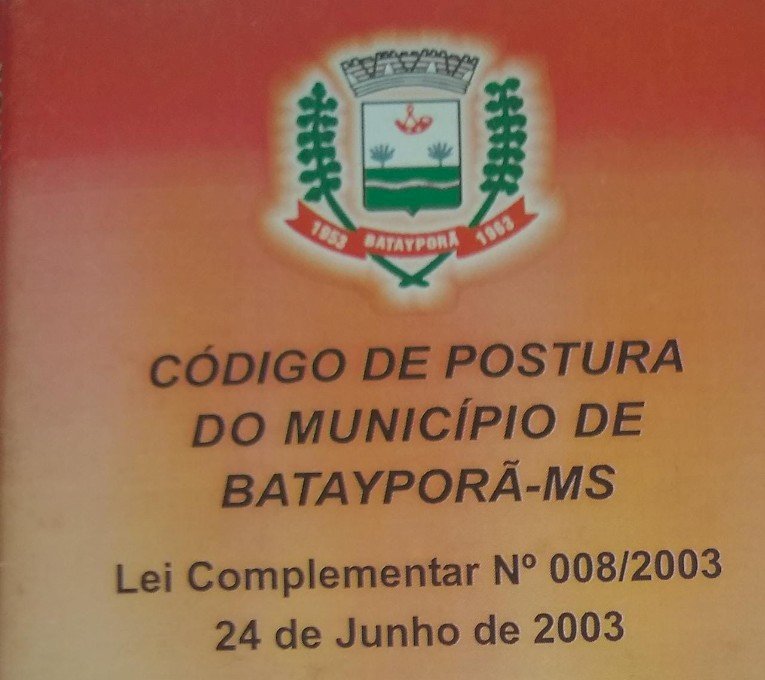 1953 BATAYPORÃ 1963
CÓDIGO DE POSTURA
DO MUNICÍPIO DE
BATAYPORÃ-MS
Lei Complementar Nº 008/2003
24 de Junho de 2003